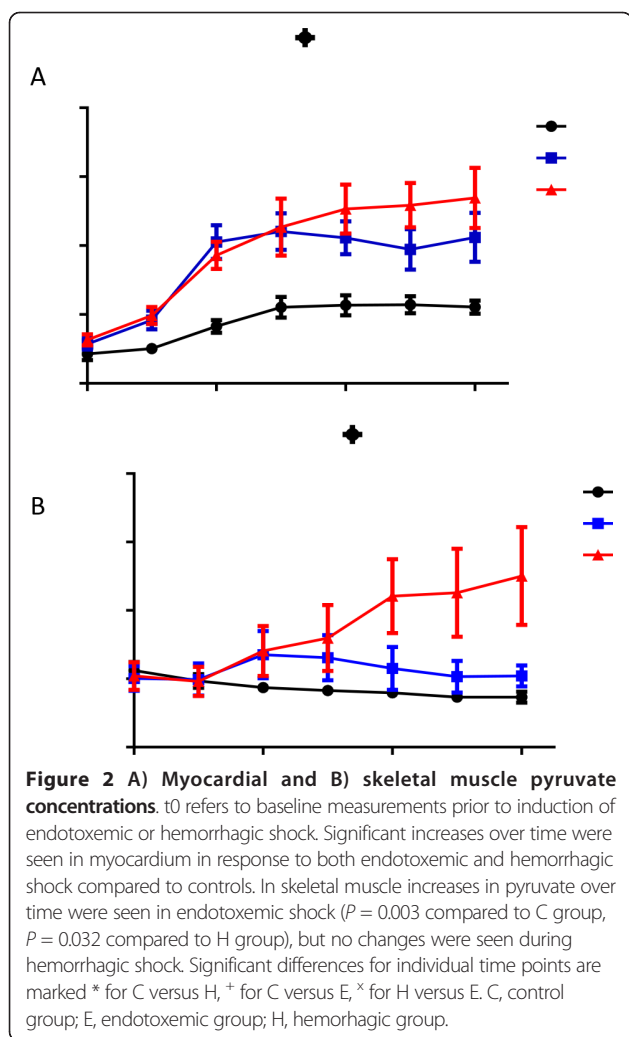 A
B
Figure 2 A) Myocardial and B) skeletal muscle pyruvate
concentrations. t0 refers to baseline measurements prior to induction of
endotoxemic or hemorrhagic shock. Significant increases over time were
seen in myocardium in response to both endotoxemic and hemorrhagic
shock compared to controls. In skeletal muscle increases in pyruvate over
time were seen in endotoxemic shock (P = 0.003 compared to C group,
P = 0.032 compared to H group), but no changes were seen during
hemorrhagic shock. Significant differences for individual time points are
marked * for C versus H, + for C versus E, x for H versus E. C, control
group; E, endotoxemic group; H, hemorrhagic group.